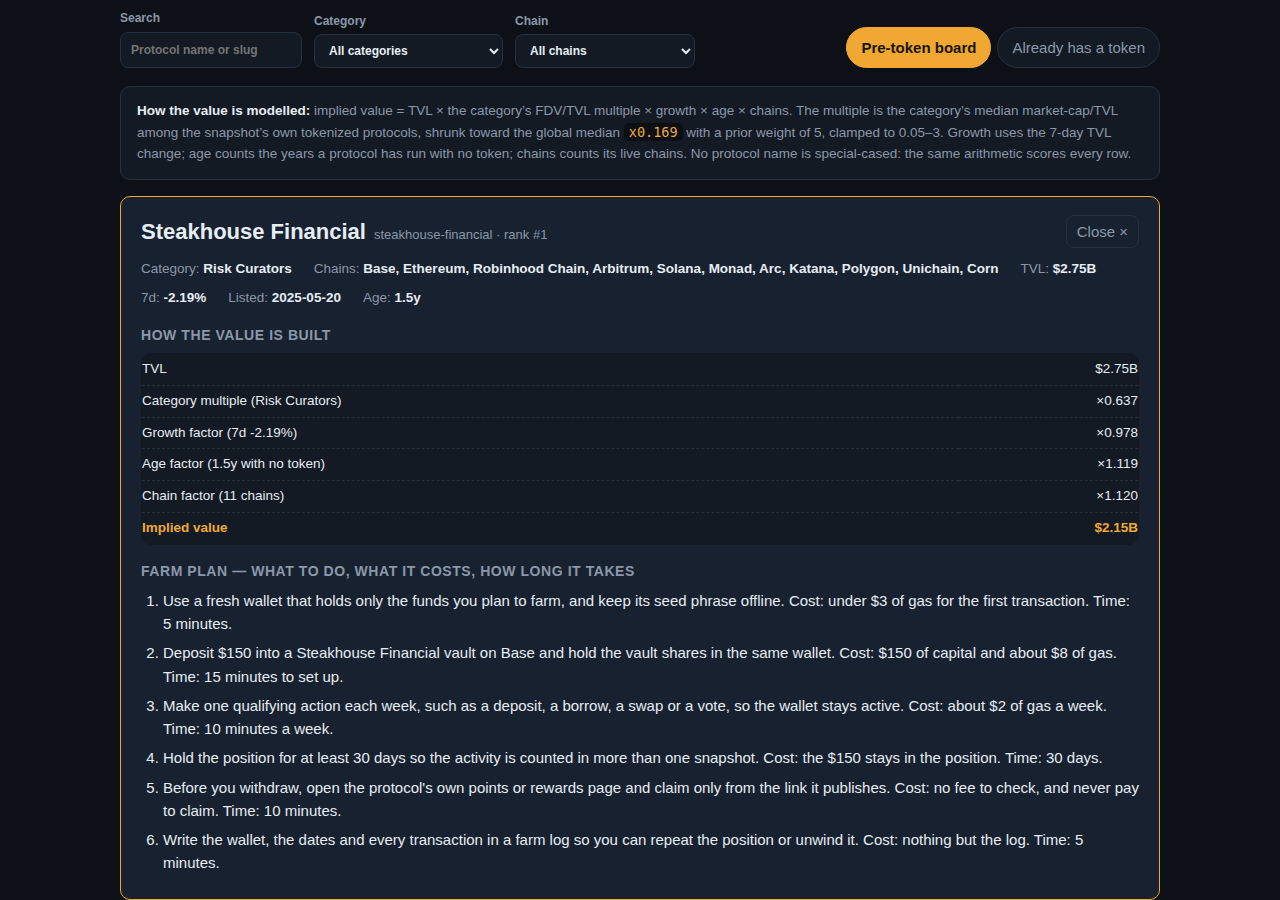 Search
Category
Chain
Protocol name or slug
All categories
All chains
Pre-token board
Already has a token
How the value is modelled: implied value = TVL × the category's FDV/TVL multiple × growth × age × chains. The multiple is the category's median market-cap/TVL
among the snapshot's own tokenized protocols, shrunk toward the global median x0.169 with a prior weight of 5, clamped to 0.05–3. Growth uses the 7-day TVL
change; age counts the years a protocol has run with no token; chains counts its live chains. No protocol name is special-cased: the same arithmetic scores every row.
Steakhouse Financial steakhouse-financial · rank #1
Close ×
Category: Risk Curators Chains: Base, Ethereum, Robinhood Chain, Arbitrum, Solana, Monad, Arc, Katana, Polygon, Unichain, Corn TVL: $2.75B
7d: -2.19% Listed: 2025-05-20 Age: 1.5y
HOW THE VALUE IS BUILT
TVL $2.75B
Category multiple (Risk Curators) ×0.637
Growth factor (7d -2.19%) ×0.978
Age factor (1.5y with no token) ×1.119
Chain factor (11 chains) ×1.120
Implied value $2.15B
FARM PLAN — WHAT TO DO, WHAT IT COSTS, HOW LONG IT TAKES
1. Use a fresh wallet that holds only the funds you plan to farm, and keep its seed phrase offline. Cost: under $3 of gas for the first transaction. Time:
5 minutes.
2. Deposit $150 into a Steakhouse Financial vault on Base and hold the vault shares in the same wallet. Cost: $150 of capital and about $8 of gas.
Time: 15 minutes to set up.
3. Make one qualifying action each week, such as a deposit, a borrow, a swap or a vote, so the wallet stays active. Cost: about $2 of gas a week.
Time: 10 minutes a week.
4. Hold the position for at least 30 days so the activity is counted in more than one snapshot. Cost: the $150 stays in the position. Time: 30 days.
5. Before you withdraw, open the protocol's own points or rewards page and claim only from the link it publishes. Cost: no fee to check, and never pay
to claim. Time: 10 minutes.
6. Write the wallet, the dates and every transaction in a farm log so you can repeat the position or unwind it. Cost: nothing but the log. Time: 5
minutes.